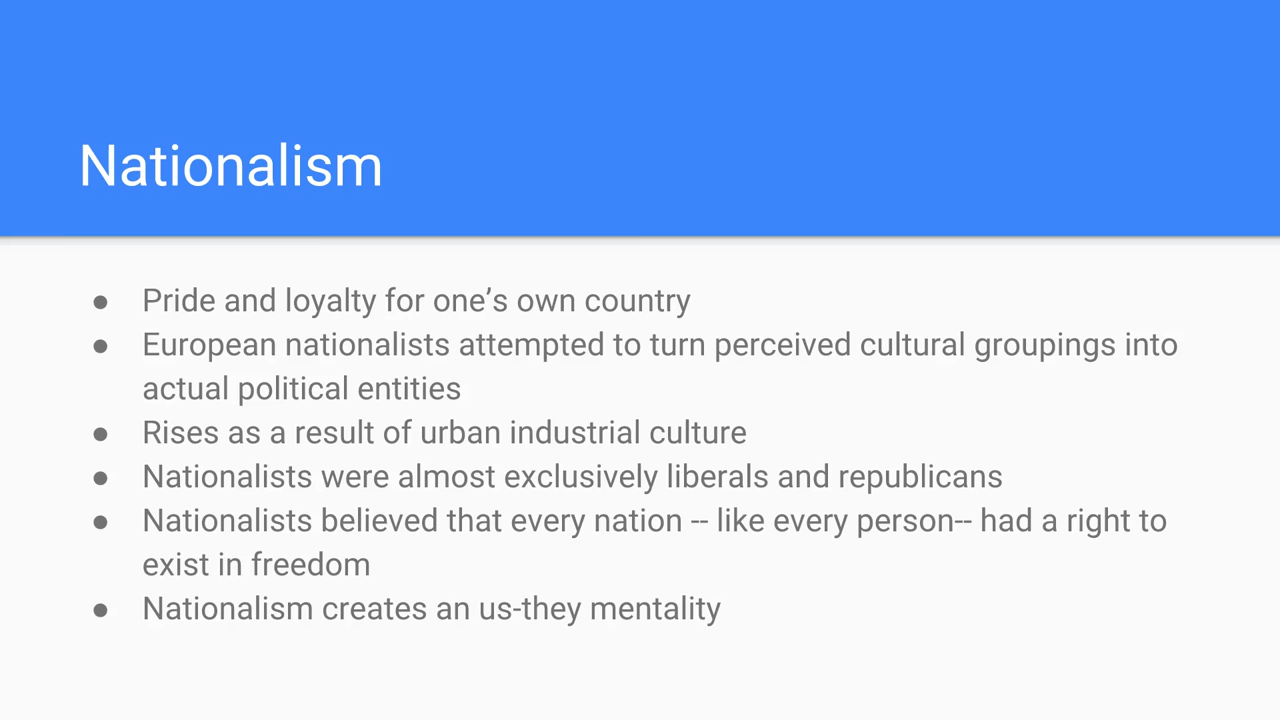 Nationalism
● Pride and loyalty for one’s own country
● European nationalists attempted to turn perceived cultural groupings into
actual political entities
● Rises as a result of urban industrial culture
● Nationalists were almost exclusively liberals and republicans
● Nationalists believed that every nation -- like every person-- had a right to
exist in freedom
● Nationalism creates an us-they mentality